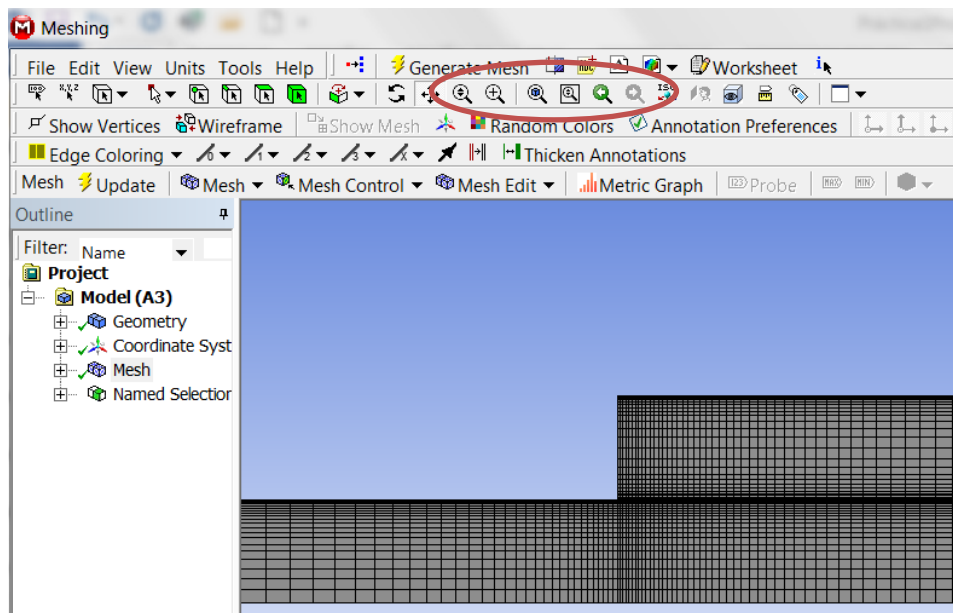 Meshing
File Edit View Units Tools Help Generate Mesh Worksheet
Show Vertices Wireframe Show Mesh Random Colors Annotation Preferences
Edge Coloring Thicken Annotations
Mesh Update Mesh Mesh Control Mesh Edit Metric Graph Probe MAX MIN
Outline
Filter: Name
Project
Model (A3)
Geometry
Coordinate Syst
Mesh
Named Selection